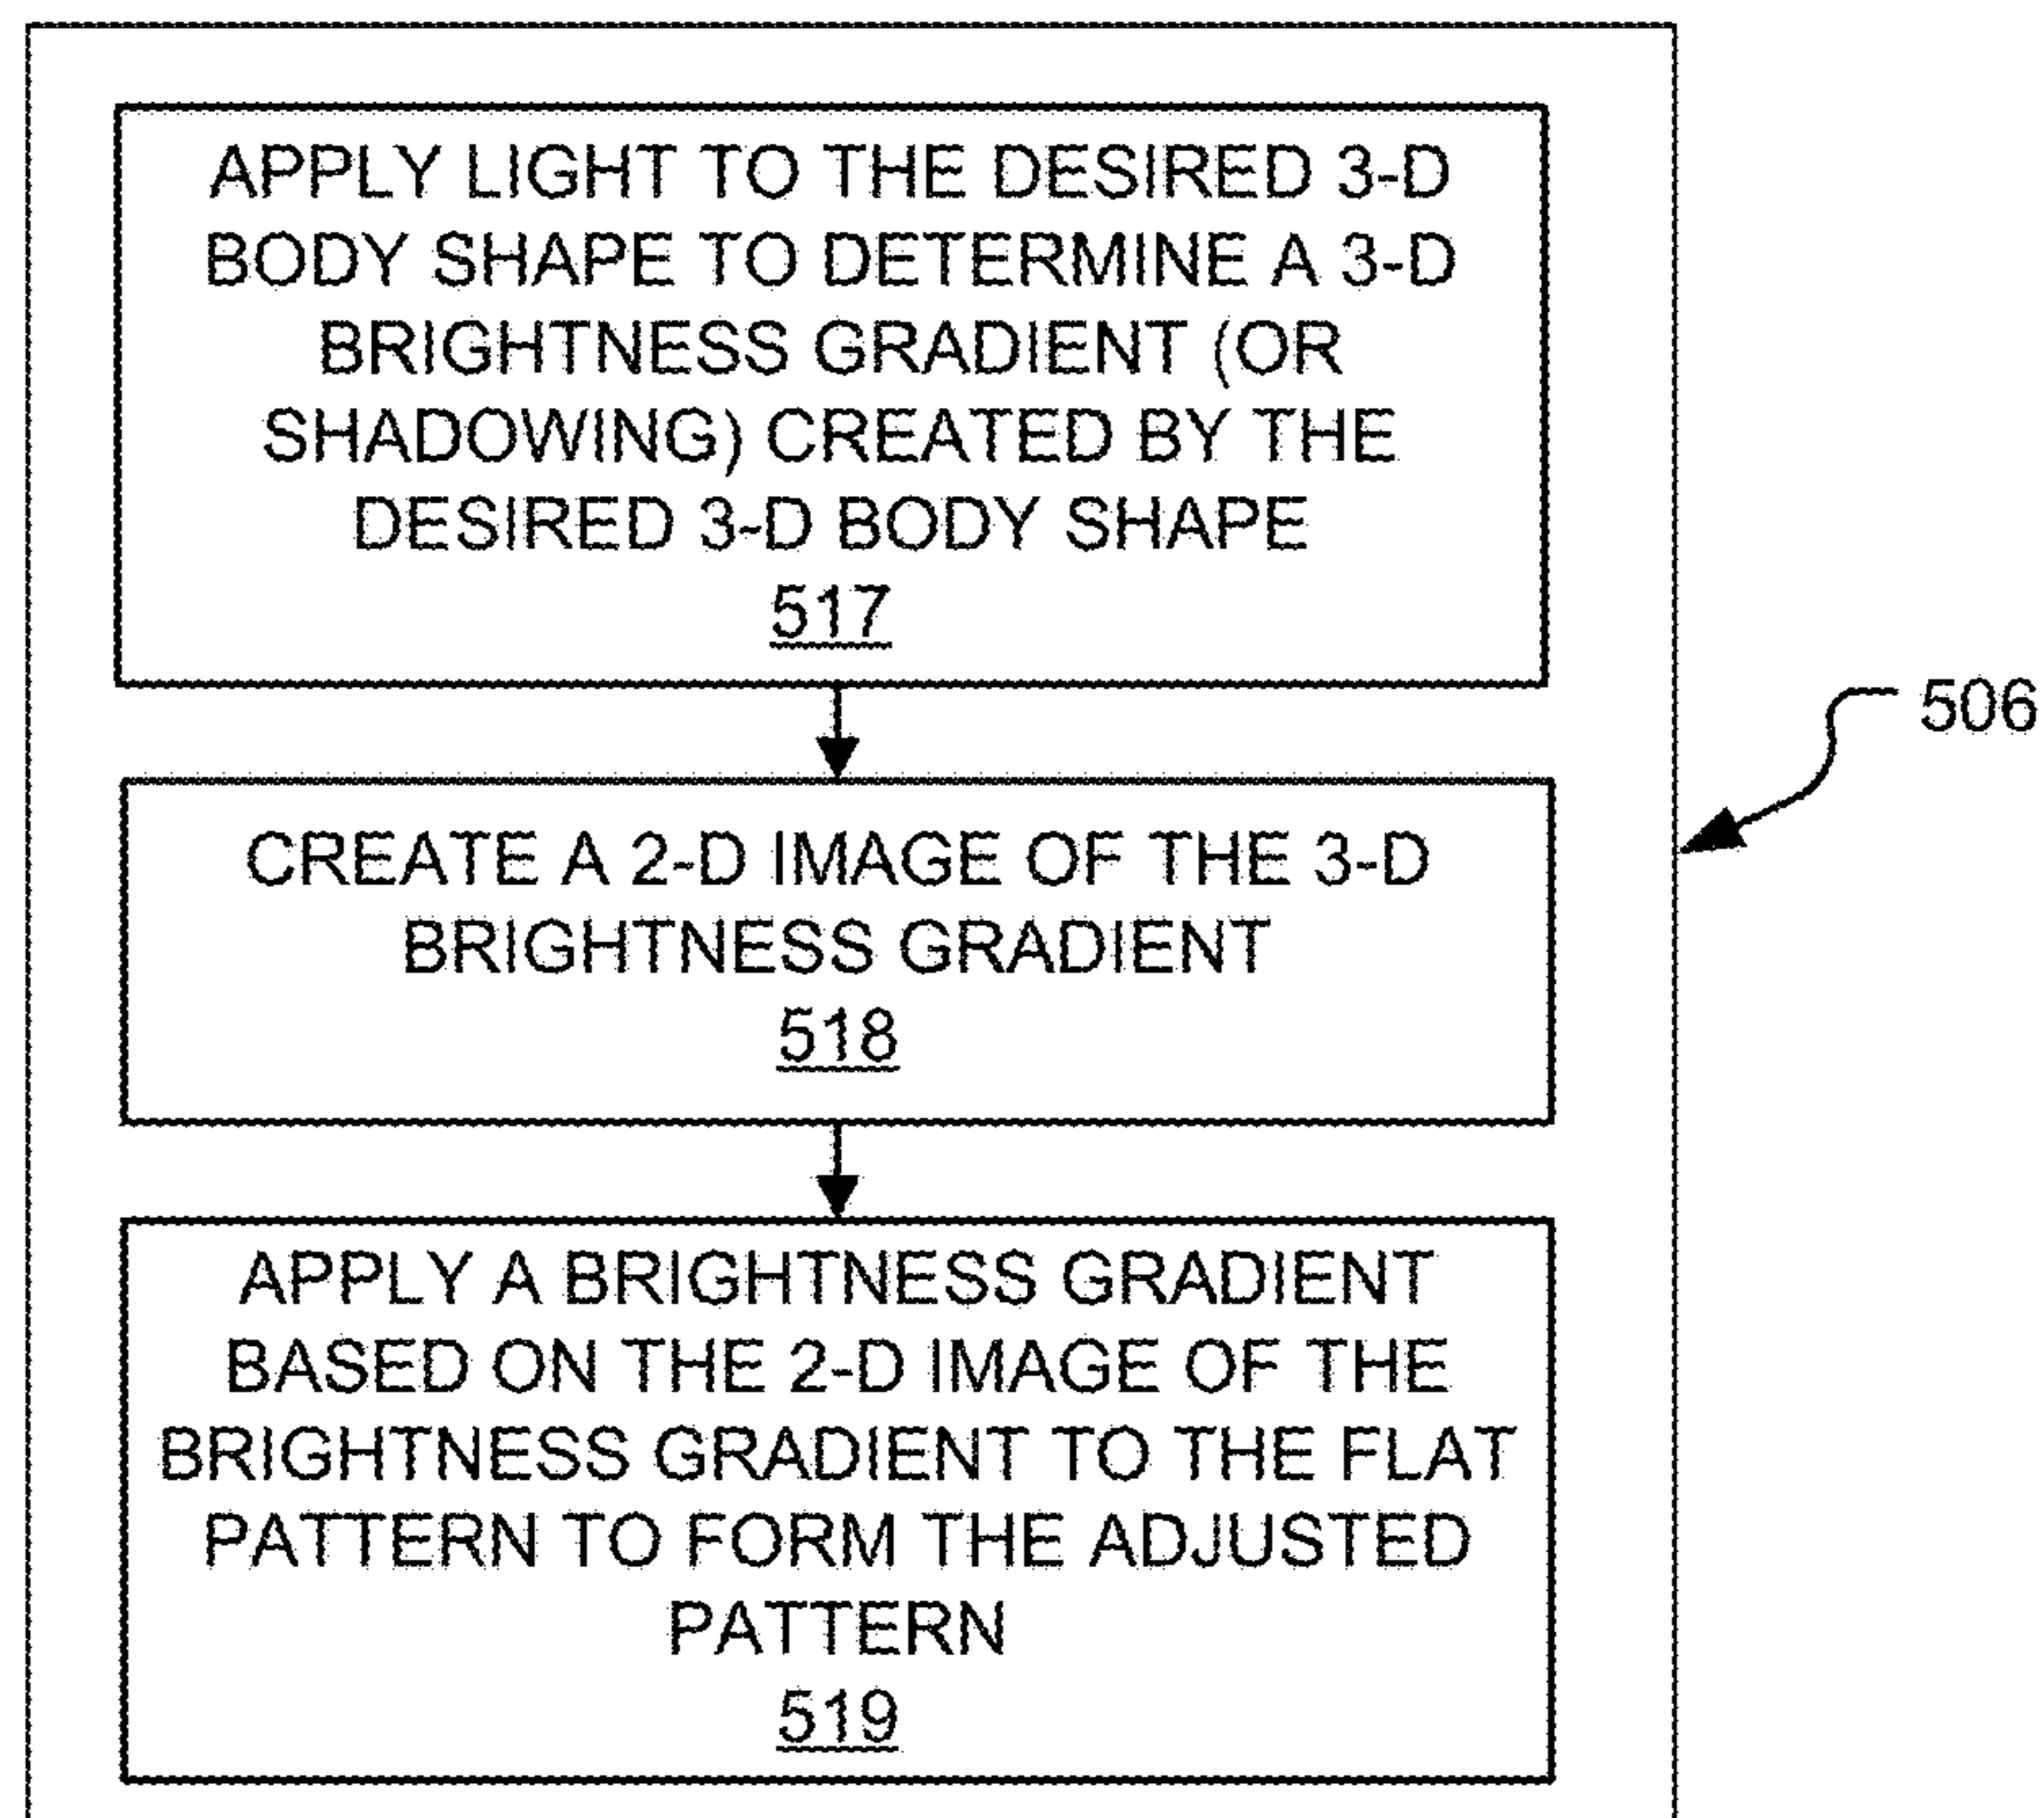 APPLY LIGHT TO THE DESIRED 3-D
BODY SHAPE TO DETERMINE A 3-D
BRIGHTNESS GRADIENT (OR
SHADOWING) CREATED BY THE
DESIRED 3-D BODY SHAPE
517
506
CREATE A 2-D IMAGE OF THE 3-D
BRIGHTNESS GRADIENT
518
APPLY A BRIGHTNESS GRADIENT
BASED ON THE 2-D IMAGE OF THE
BRIGHTNESS GRADIENT TO THE FLAT
PATTERN TO FORM THE ADJUSTED
PATTERN
519